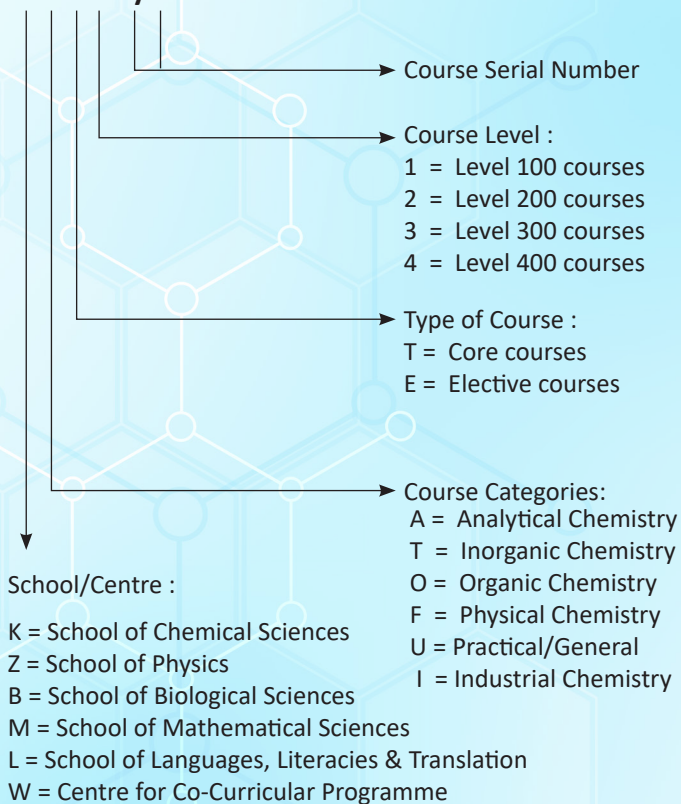 Course Serial Number
Course Level :
1 = Level 100 courses
2 = Level 200 courses
3 = Level 300 courses
4 = Level 400 courses
Type of Course :
T = Core courses
E = Elective courses
Course Categories:
A = Analytical Chemistry
T = Inorganic Chemistry
O = Organic Chemistry
F = Physical Chemistry
U = Practical/General
I = Industrial Chemistry
School/Centre :
K = School of Chemical Sciences
Z = School of Physics
B = School of Biological Sciences
M = School of Mathematical Sciences
L = School of Languages, Literacies & Translation
W = Centre for Co-Curricular Programme